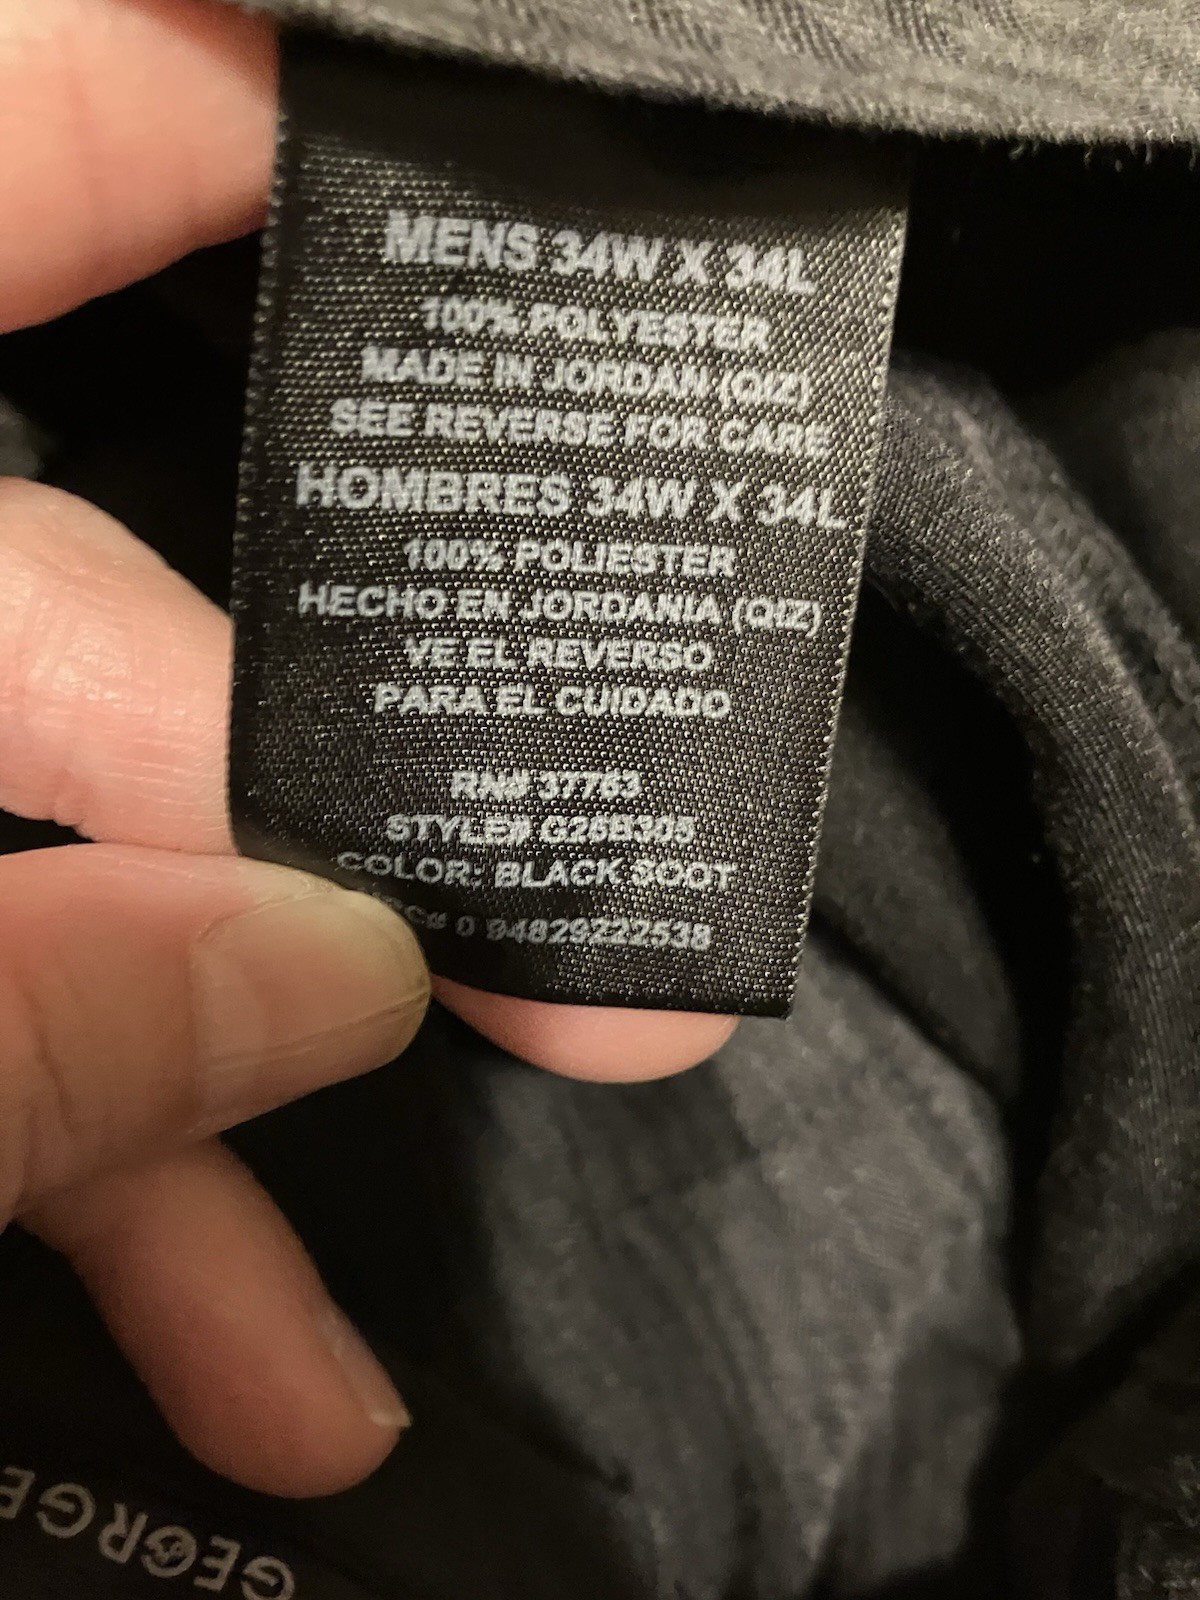 MENS 34W X 34L
100% POLYESTER
MADE IN JORDAN (QIZ)
SEE REVERSE FOR CARE
HOMBRES 34W X 34L
100% POLIESTER
HECHO EN JORDANIA (QIZ)
VE EL REVERSO
PARA EL CUIDADO
RN# 37763
STYLE# G26B305
COLOR: BLACK SOOT
0 94829222538
GEORGE